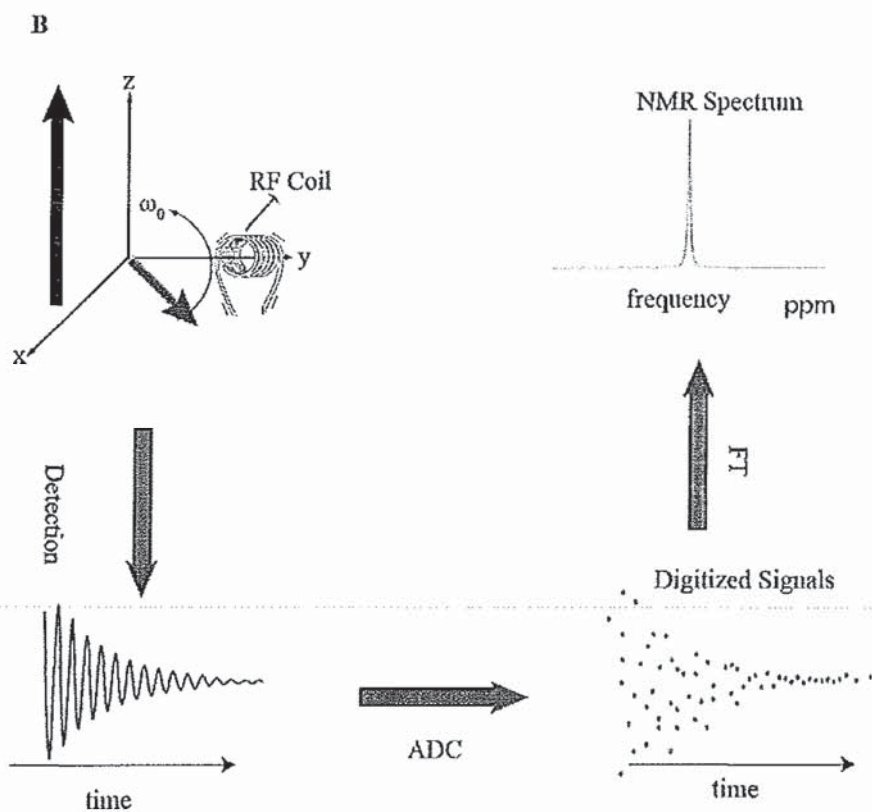 B
z
NMR Spectrum
RF Coil
ω₀
y
x
frequency ppm
Detection
FT
Digitized Signals
ADC
time
time